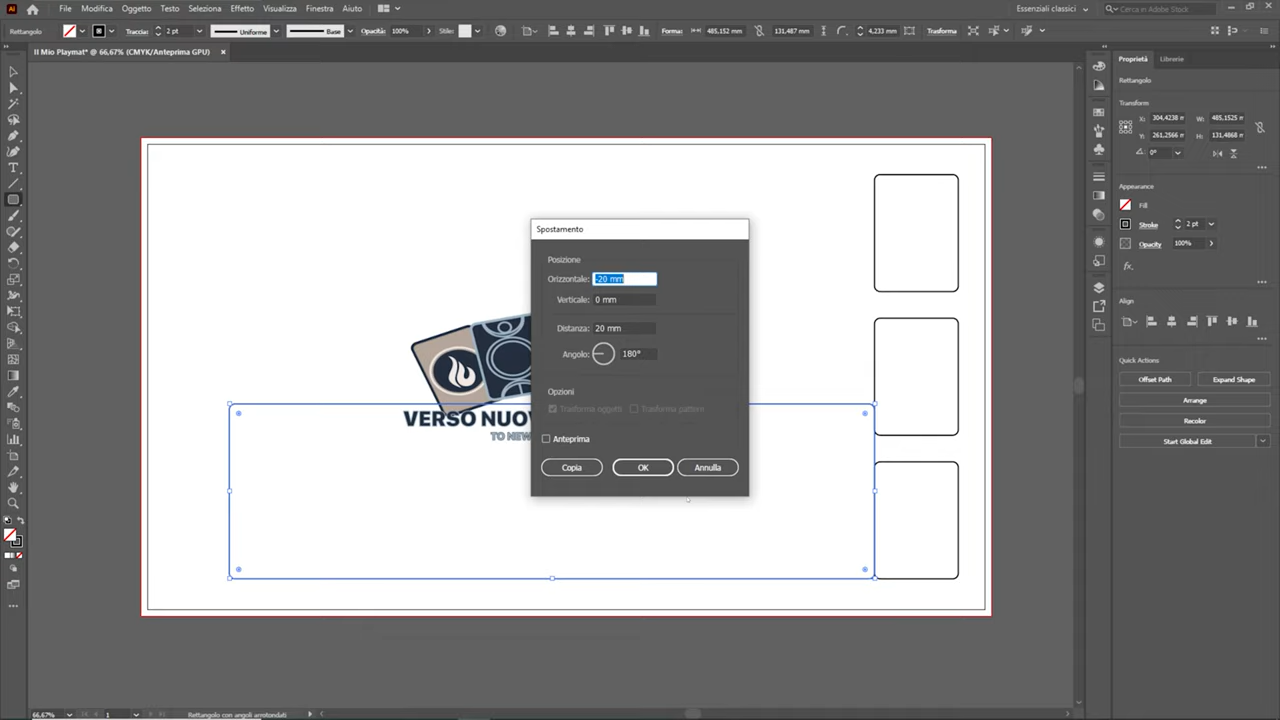 Ai
File Modifica Oggetto Testo Seleziona Effetto Visualizza Finestra Aiuto
Essenziali classici
Cerca in Adobe Stock
Rettangolo
Traccia: 2 pt
Uniforme
Base
Opacità: 100%
Stile:
Forma: 485,152 mm
131,487 mm
4,233 mm
Trasforma
Il Mio Playmat* @ 66,67% (CMYK/Anteprima GPU) ×
Proprietà Librerie
Rettangolo
Transform
X: 304,4238 m W: 485,1525 m
Y: 261,2566 m H: 131,4868 m
0°
Appearance
Fill
Stroke 2 pt
Opacity 100%
fx.
Align
Quick Actions
Offset Path Expand Shape
Arrange
Recolor
Start Global Edit
Spostamento
Posizione
Orizzontale: -20 mm
Verticale: 0 mm
Distanza: 20 mm
Angolo: 180°
Opzioni
Trasforma oggetti Trasforma pattern
Anteprima
Copia OK Annulla
VERSO NUOV
TO NEW
66,67% 1 Rettangolo con angoli arrotondati